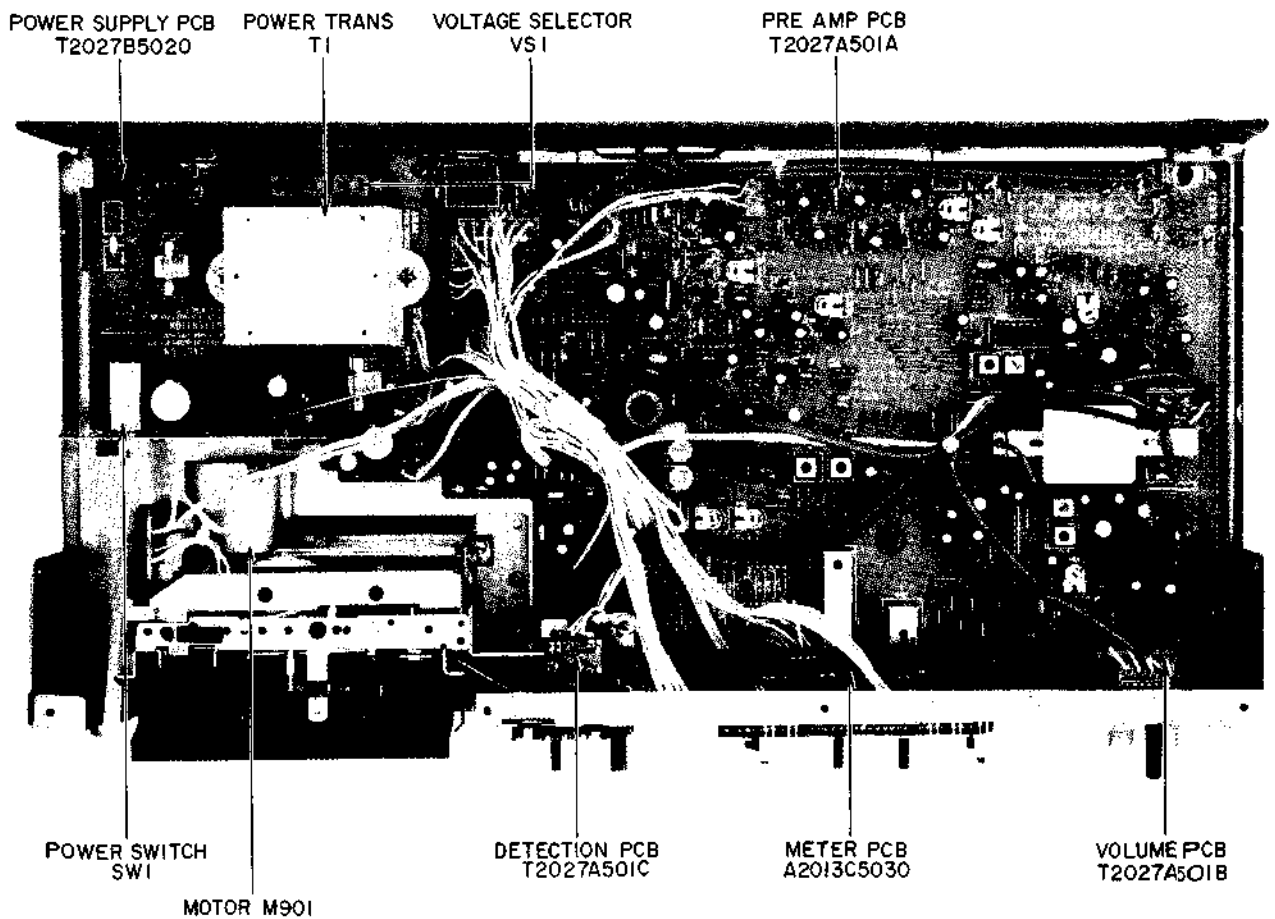 POWER SUPPLY PCB
T2027B5020
POWER TRANS
T1
VOLTAGE SELECTOR
VS1
PRE AMP PCB
T2027A501A
POWER SWITCH
SW1
MOTOR M901
DETECTION PCB
T2027A501C
METER PCB
A2013C5030
VOLUME PCB
T2027A501B